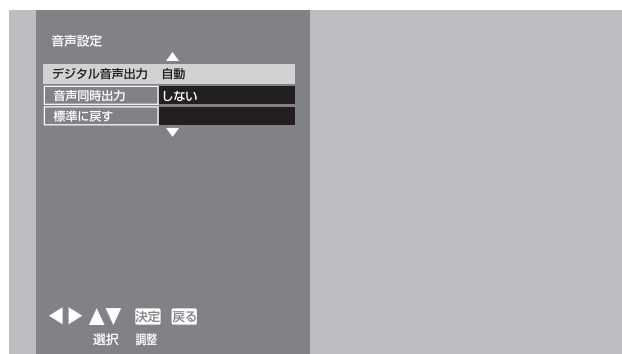 音声設定
デジタル音声出力 自動
音声同時出力 しない
標準に戻す
決定 戻る
選択 調整